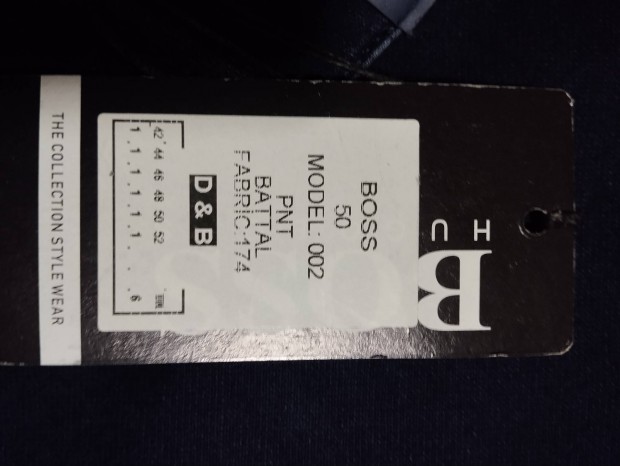 H B
U
BOSS
50
MODEL: 002
PNT
BATTAL
FABRIC:174
D & B
42 44 46 48 50 52
1 . 1 . 1 . 1 . 1 . 1 . . . 6
THE COLLECTION STYLE WEAR